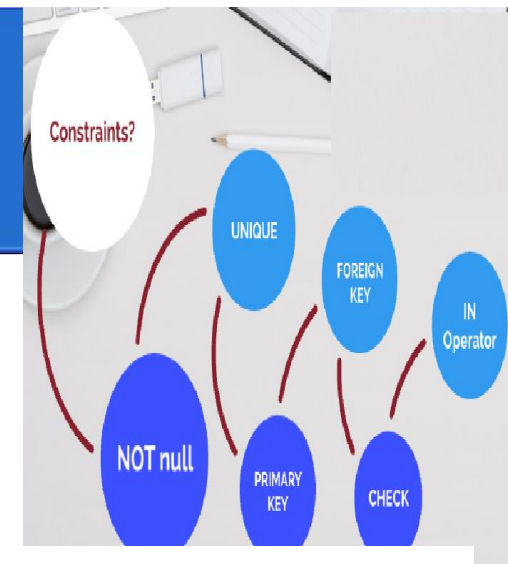 Constraints?
NOT null
UNIQUE
PRIMARY
KEY
FOREIGN
KEY
CHECK
IN
Operator